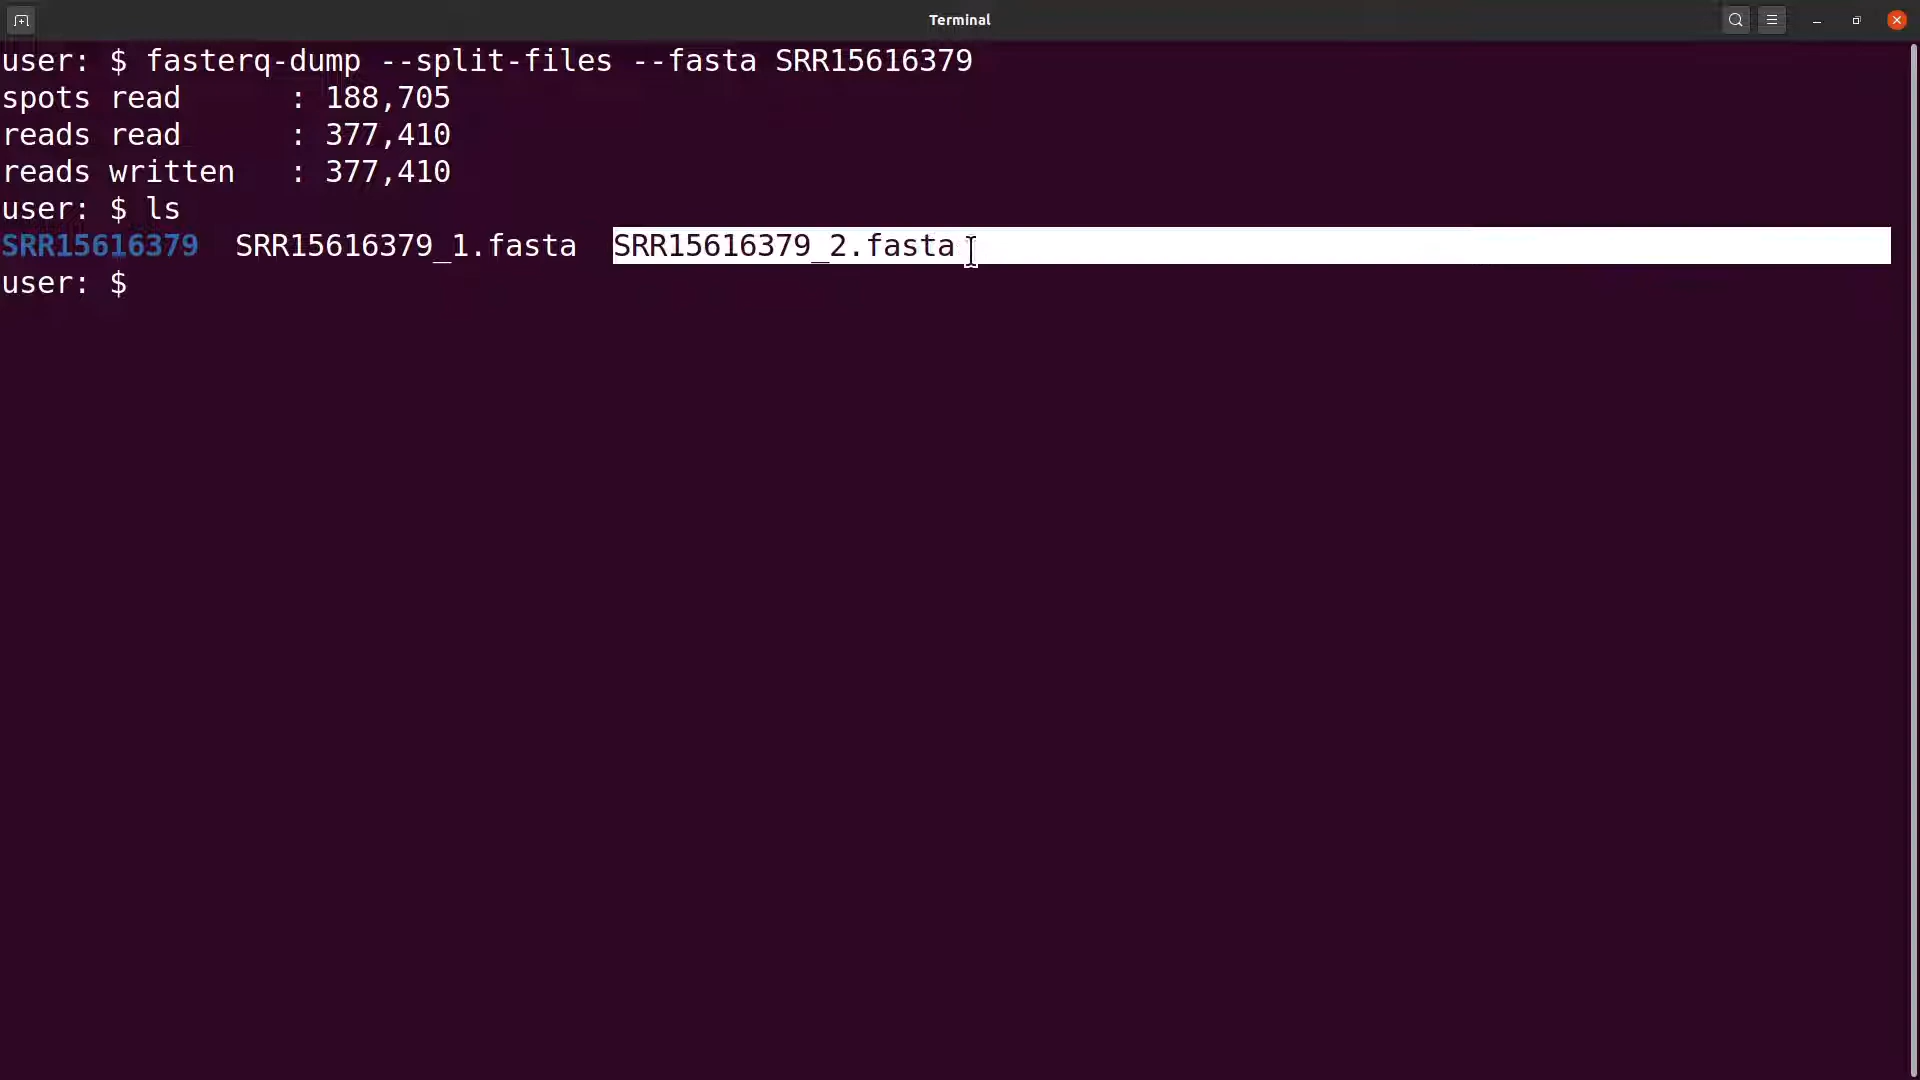 Terminal
user: $ fasterq-dump --split-files --fasta SRR15616379
spots read      : 188,705
reads read      : 377,410
reads written   : 377,410
user: $ ls
SRR15616379  SRR15616379_1.fasta  SRR15616379_2.fasta
user: $